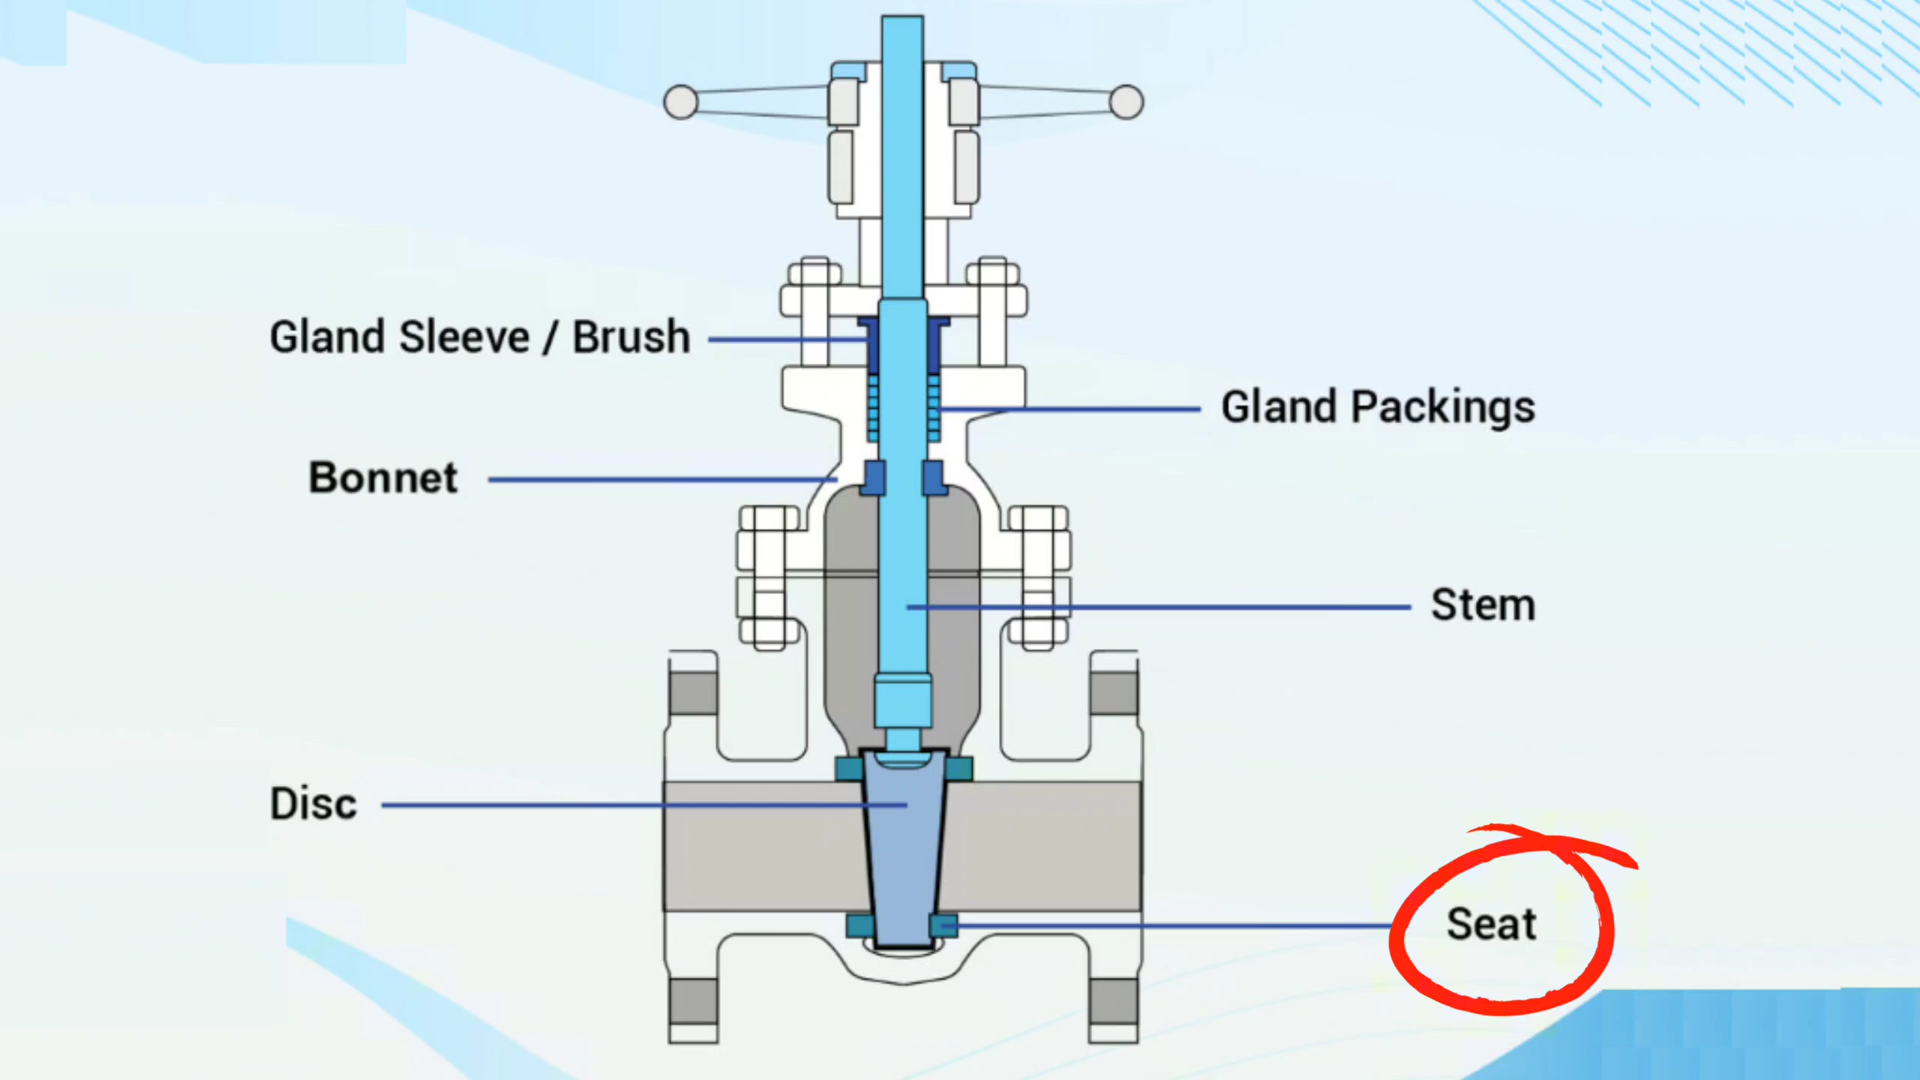 Gland Sleeve / Brush
Gland Packings
Bonnet
Stem
Disc
Seat